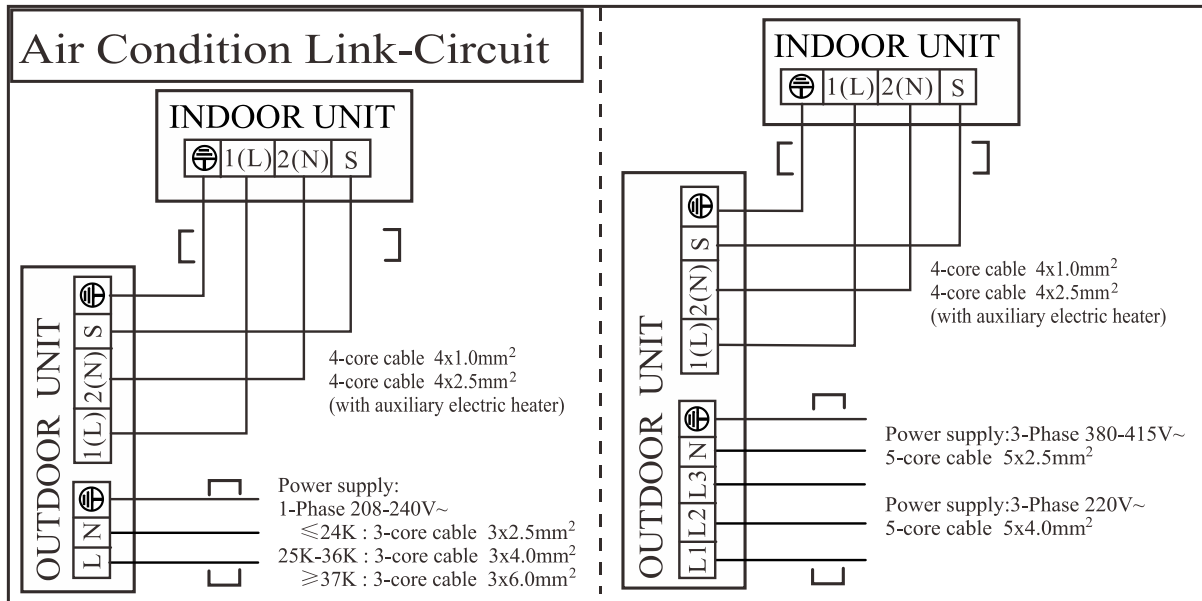 Air Condition Link-Circuit
INDOOR UNIT
1(L) 2(N) S
OUTDOOR UNIT
S
2(N)
1(L)
N
L
4-core cable 4x1.0mm²
4-core cable 4x2.5mm²
(with auxiliary electric heater)
Power supply:
1-Phase 208-240V~
≤24K : 3-core cable 3x2.5mm²
25K-36K : 3-core cable 3x4.0mm²
≥37K : 3-core cable 3x6.0mm²
INDOOR UNIT
1(L) 2(N) S
OUTDOOR UNIT
S
2(N)
1(L)
N
L3
L2
L1
4-core cable 4x1.0mm²
4-core cable 4x2.5mm²
(with auxiliary electric heater)
Power supply:3-Phase 380-415V~
5-core cable 5x2.5mm²
Power supply:3-Phase 220V~
5-core cable 5x4.0mm²